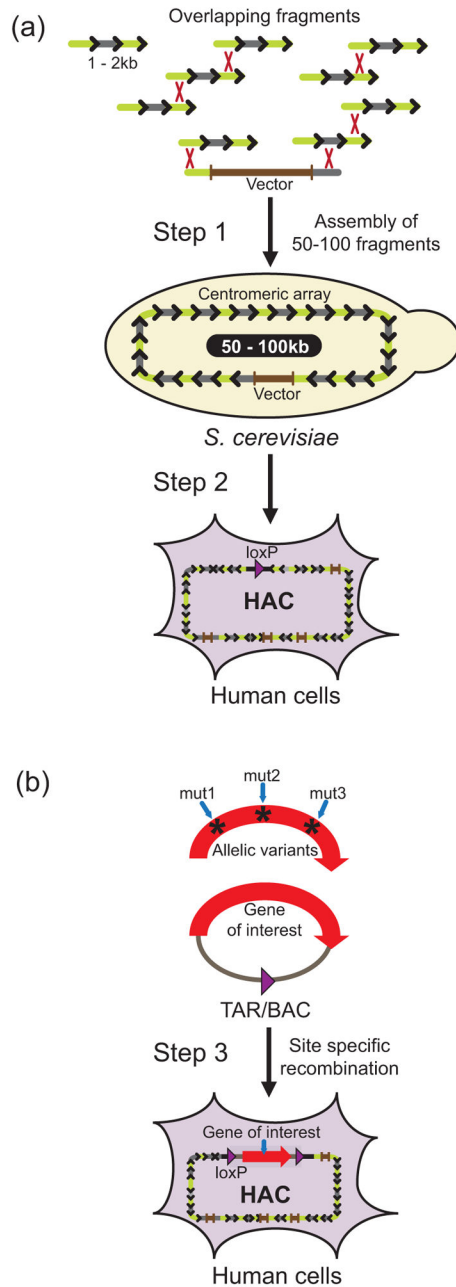 (a)
Overlapping fragments
1 - 2kb
Vector
Step 1
Assembly of
50-100 fragments
Centromeric array
50 - 100kb
Vector
S. cerevisiae
Step 2
loxP
HAC
Human cells
(b)
mut1
mut2
mut3
Allelic variants
Gene
of interest
TAR/BAC
Step 3
Site specific
recombination
Gene of interest
loxP
HAC
Human cells